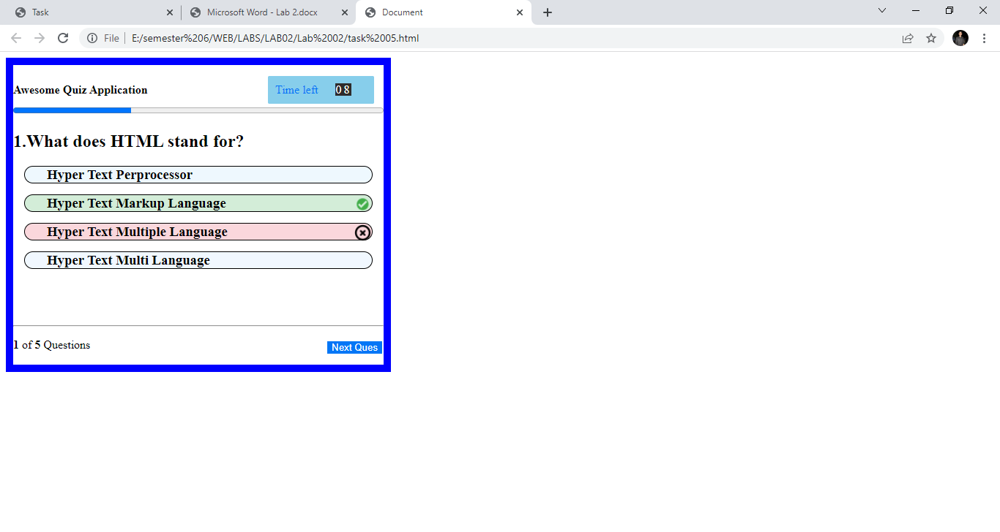 Task
Microsoft Word - Lab 2.docx
Document
File
E:/semester%206/WEB/LABS/LAB02/Lab%2002/task%2005.html
Awesome Quiz Application
Time left 08
1.What does HTML stand for?
Hyper Text Perprocessor
Hyper Text Markup Language
Hyper Text Multiple Language
Hyper Text Multi Language
1 of 5 Questions
Next Ques